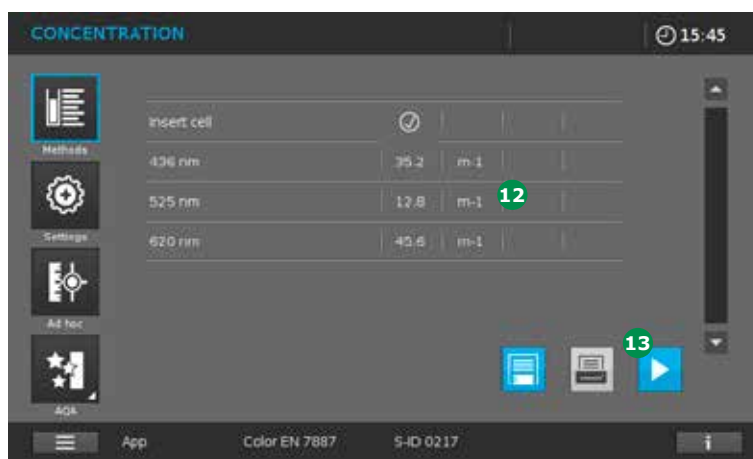 CONCENTRATION 15:45
Methods
Insert cell
436 nm 35.2 m-1
525 nm 12.8 m-1 12
Settings
620 nm 45.6 m-1
Ad hoc
13
AQA
App Color EN 7887 S-ID 0217 i